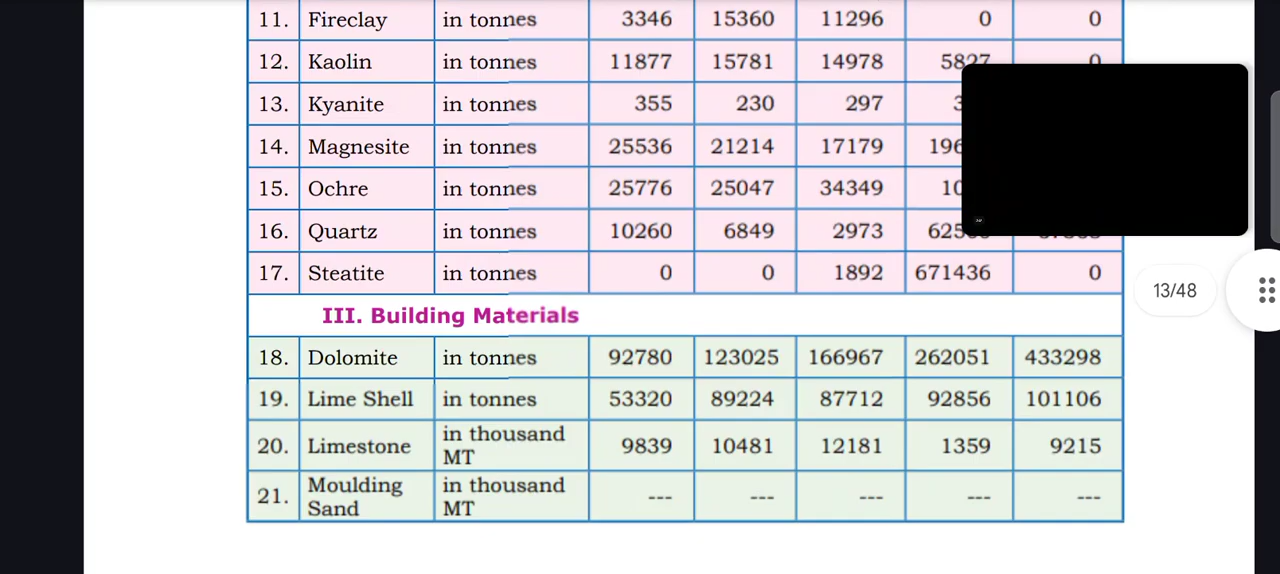 11. Fireclay in tonnes 3346 15360 11296 0 0
12. Kaolin in tonnes 11877 15781 14978 5827 0
13. Kyanite in tonnes 355 230 297
14. Magnesite in tonnes 25536 21214 17179
15. Ochre in tonnes 25776 25047 34349
16. Quartz in tonnes 10260 6849 2973
17. Steatite in tonnes 0 0 1892 671436 0
13/48
III. Building Materials
18. Dolomite in tonnes 92780 123025 166967 262051 433298
19. Lime Shell in tonnes 53320 89224 87712 92856 101106
20. Limestone in thousand MT 9839 10481 12181 1359 9215
21. Moulding Sand in thousand MT --- --- --- --- ---